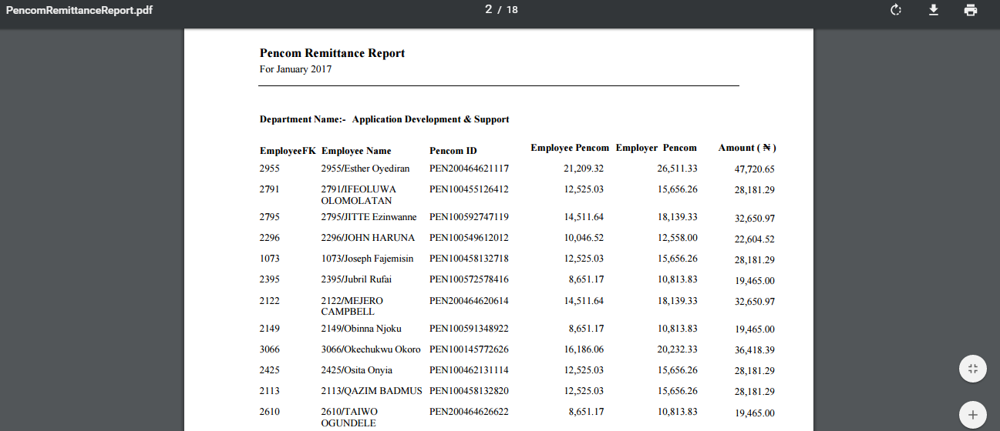 PencomRemittanceReport.pdf 2 / 18
Pencom Remittance Report
For January 2017
Department Name:- Application Development & Support
EmployeeFK Employee Name Pencom ID Employee Pencom Employer Pencom Amount ( ₦ )
2955 2955/Esther Oyediran PEN200464621117 21,209.32 26,511.33 47,720.65
2791 2791/IFEOLUWA PEN100455126412 12,525.03 15,656.26 28,181.29
OLOMOLATAN
2795 2795/JITTE Ezinwanne PEN100592747119 14,511.64 18,139.33 32,650.97
2296 2296/JOHN HARUNA PEN100549612012 10,046.52 12,558.00 22,604.52
1073 1073/Joseph Fajemisin PEN100458132718 12,525.03 15,656.26 28,181.29
2395 2395/Jubril Rufai PEN100572578416 8,651.17 10,813.83 19,465.00
2122 2122/MEJERO PEN200464620614 14,511.64 18,139.33 32,650.97
CAMPBELL
2149 2149/Obinna Njoku PEN100591348922 8,651.17 10,813.83 19,465.00
3066 3066/Okechukwu Okoro PEN100145772626 16,186.06 20,232.33 36,418.39
2425 2425/Osita Onyia PEN100462131114 12,525.03 15,656.26 28,181.29
2113 2113/QAZIM BADMUS PEN100458132820 12,525.03 15,656.26 28,181.29
2610 2610/TAIWO PEN200464626622 8,651.17 10,813.83 19,465.00
OGUNDELE